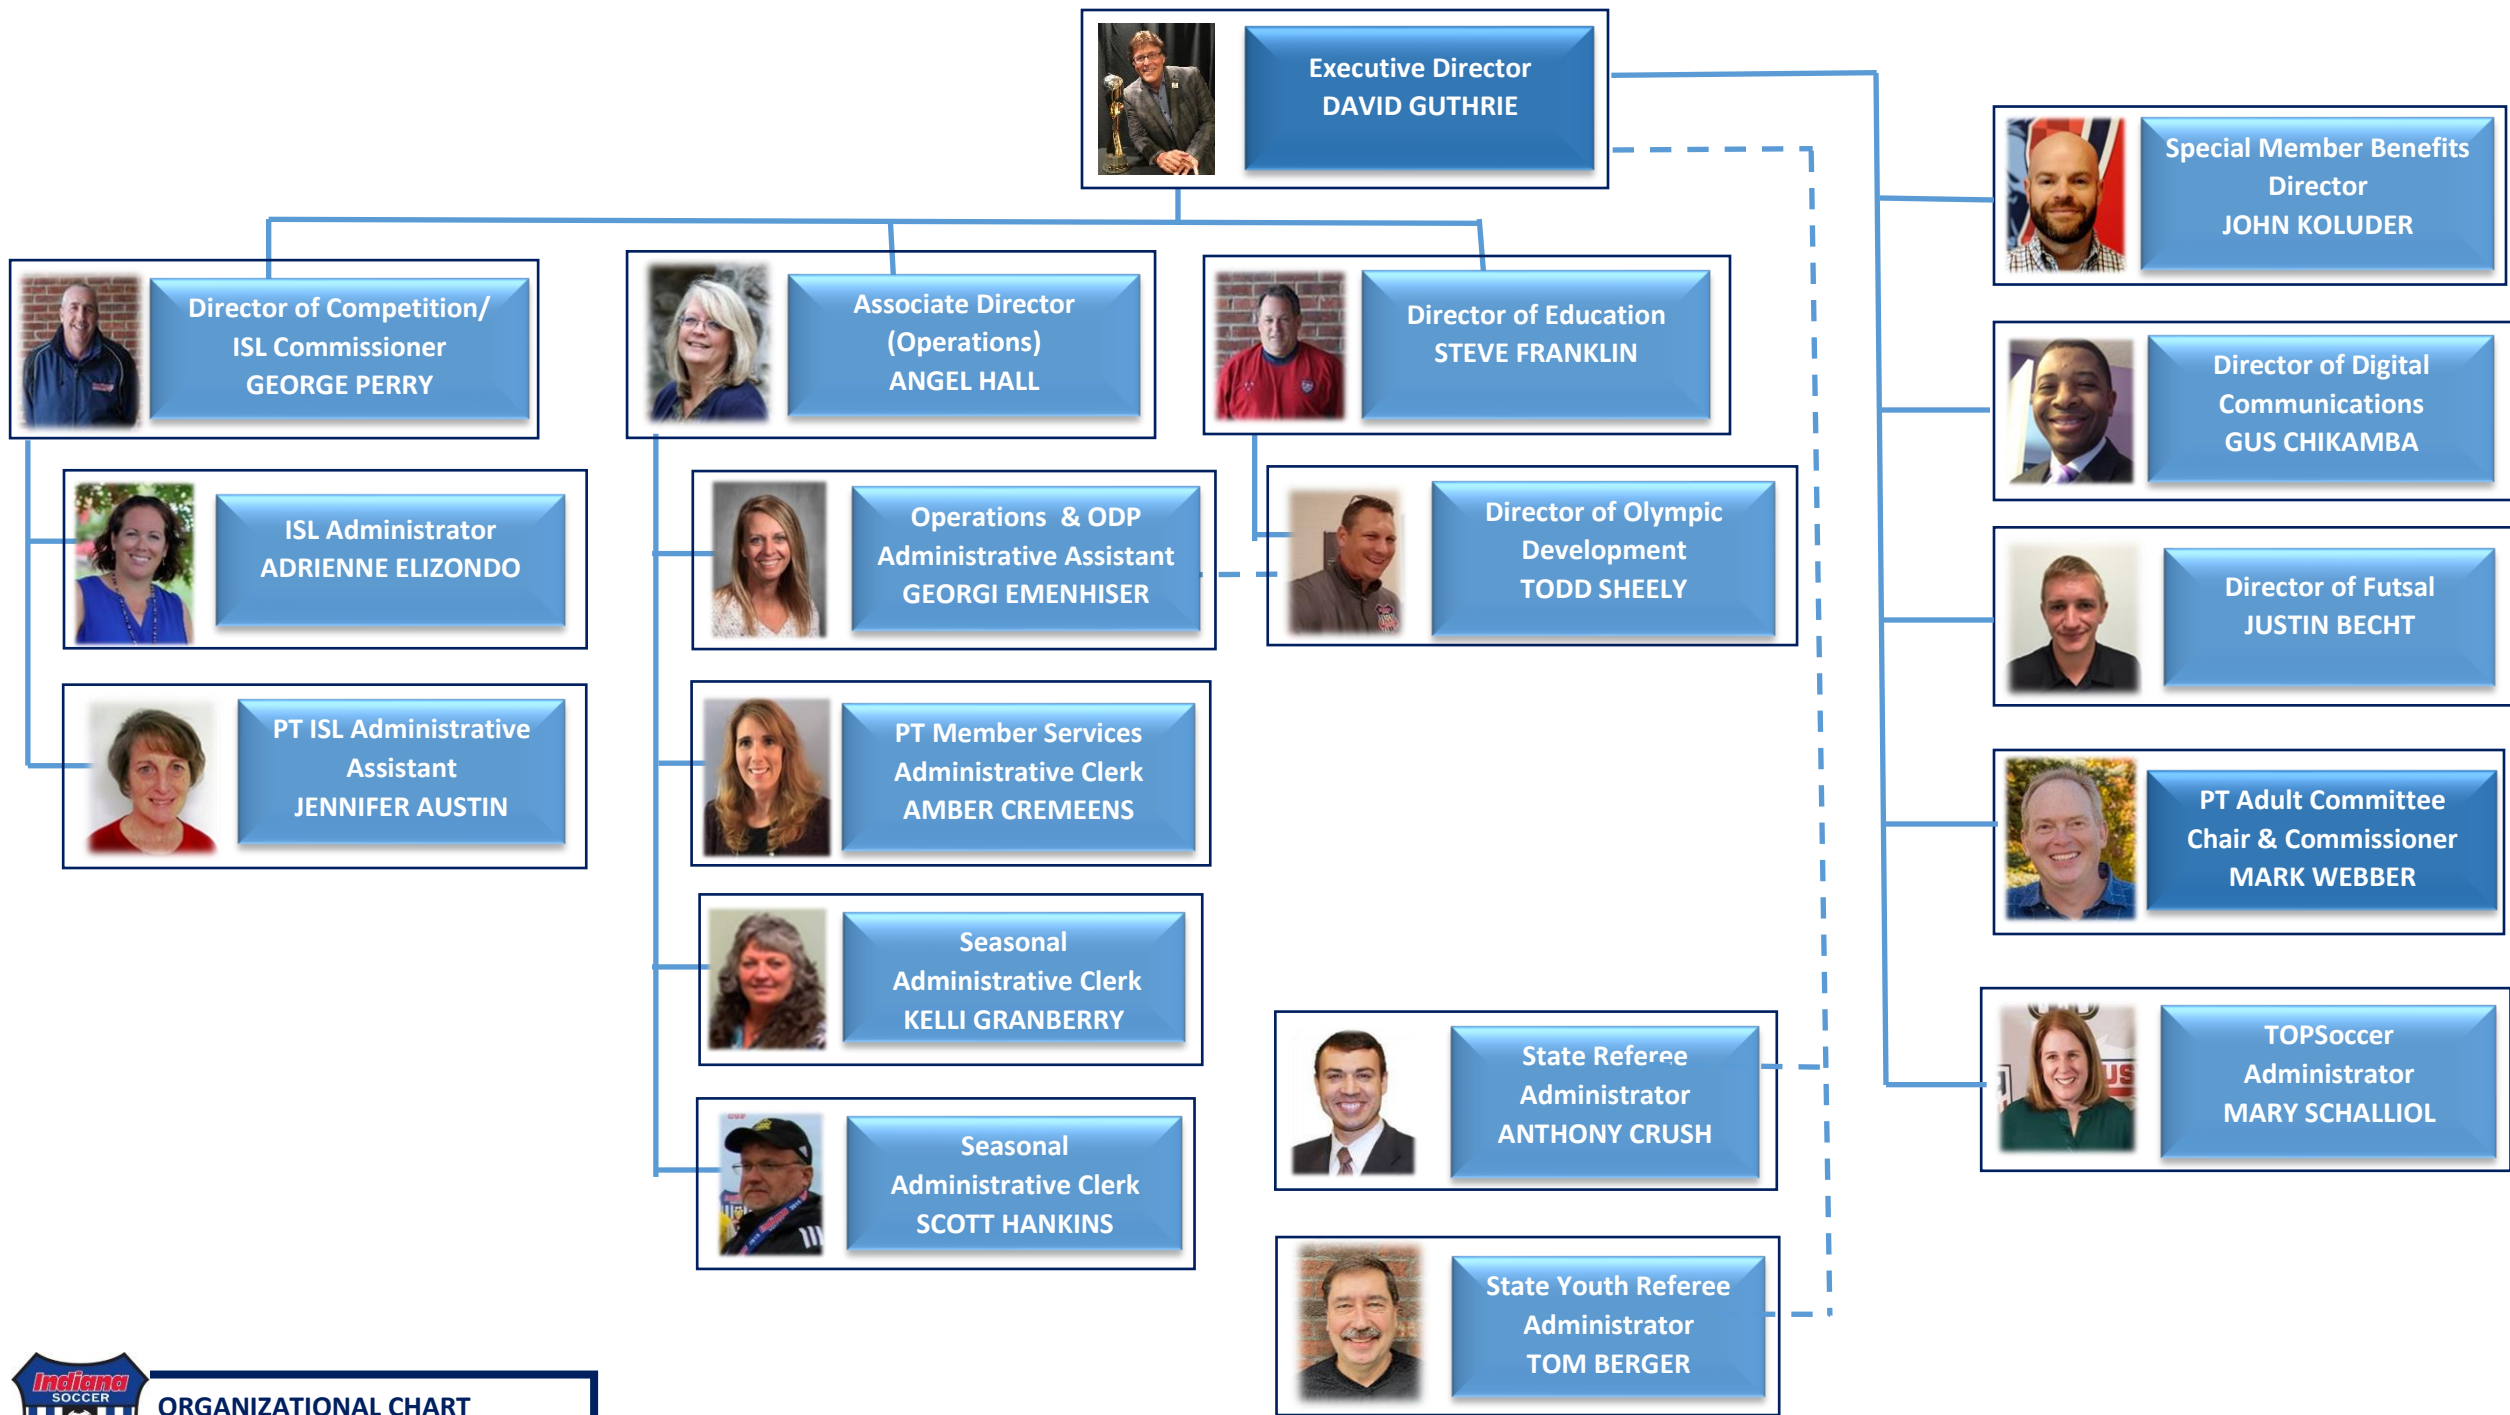 Executive Director
DAVID GUTHRIE
Special Member Benefits
Director
JOHN KOLUDER
Director of Competition/
ISL Commissioner
GEORGE PERRY
Associate Director
(Operations)
ANGEL HALL
Director of Education
STEVE FRANKLIN
Director of Digital
Communications
GUS CHIKAMBA
ISL Administrator
ADRIENNE ELIZONDO
Operations & ODP
Administrative Assistant
GEORGI EMENHISER
Director of Olympic
Development
TODD SHEELY
Director of Futsal
JUSTIN BECHT
PT ISL Administrative
Assistant
JENNIFER AUSTIN
PT Member Services
Administrative Clerk
AMBER CREMEENS
PT Adult Committee
Chair & Commissioner
MARK WEBBER
Seasonal
Administrative Clerk
KELLI GRANBERRY
State Referee
Administrator
ANTHONY CRUSH
TOPSoccer
Administrator
MARY SCHALLIOL
US
Seasonal
Administrative Clerk
SCOTT HANKINS
Indiana
State Youth Referee
Administrator
TOM BERGER
Indiana
SOCCER
ORGANIZATIONAL CHART